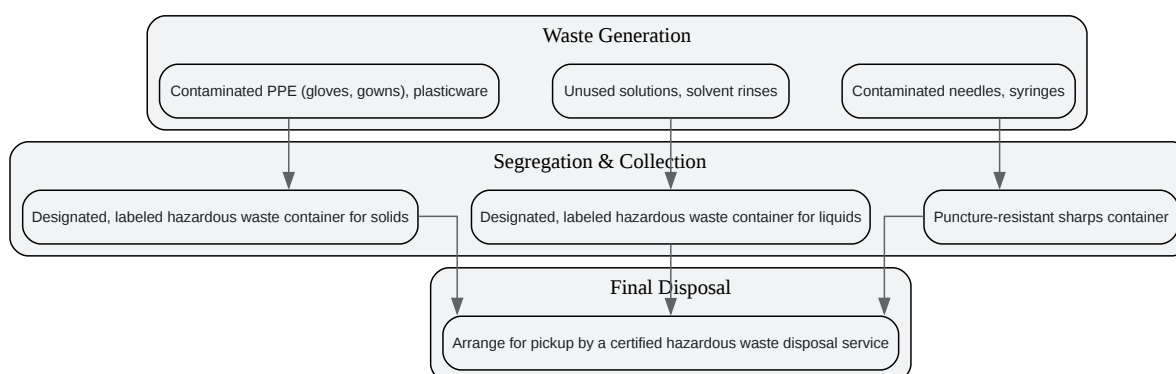 Waste Generation
Contaminated PPE (gloves, gowns), plasticware
Unused solutions, solvent rinses
Contaminated needles, syringes
Segregation & Collection
Designated, labeled hazardous waste container for solids
Designated, labeled hazardous waste container for liquids
Puncture-resistant sharps container
Final Disposal
Arrange for pickup by a certified hazardous waste disposal service